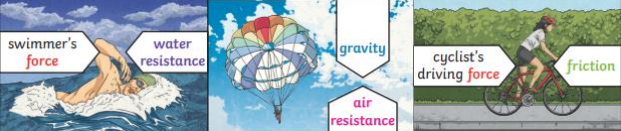 swimmer's
force
water
resistance
gravity
air
resistance
cyclist's
driving force
friction